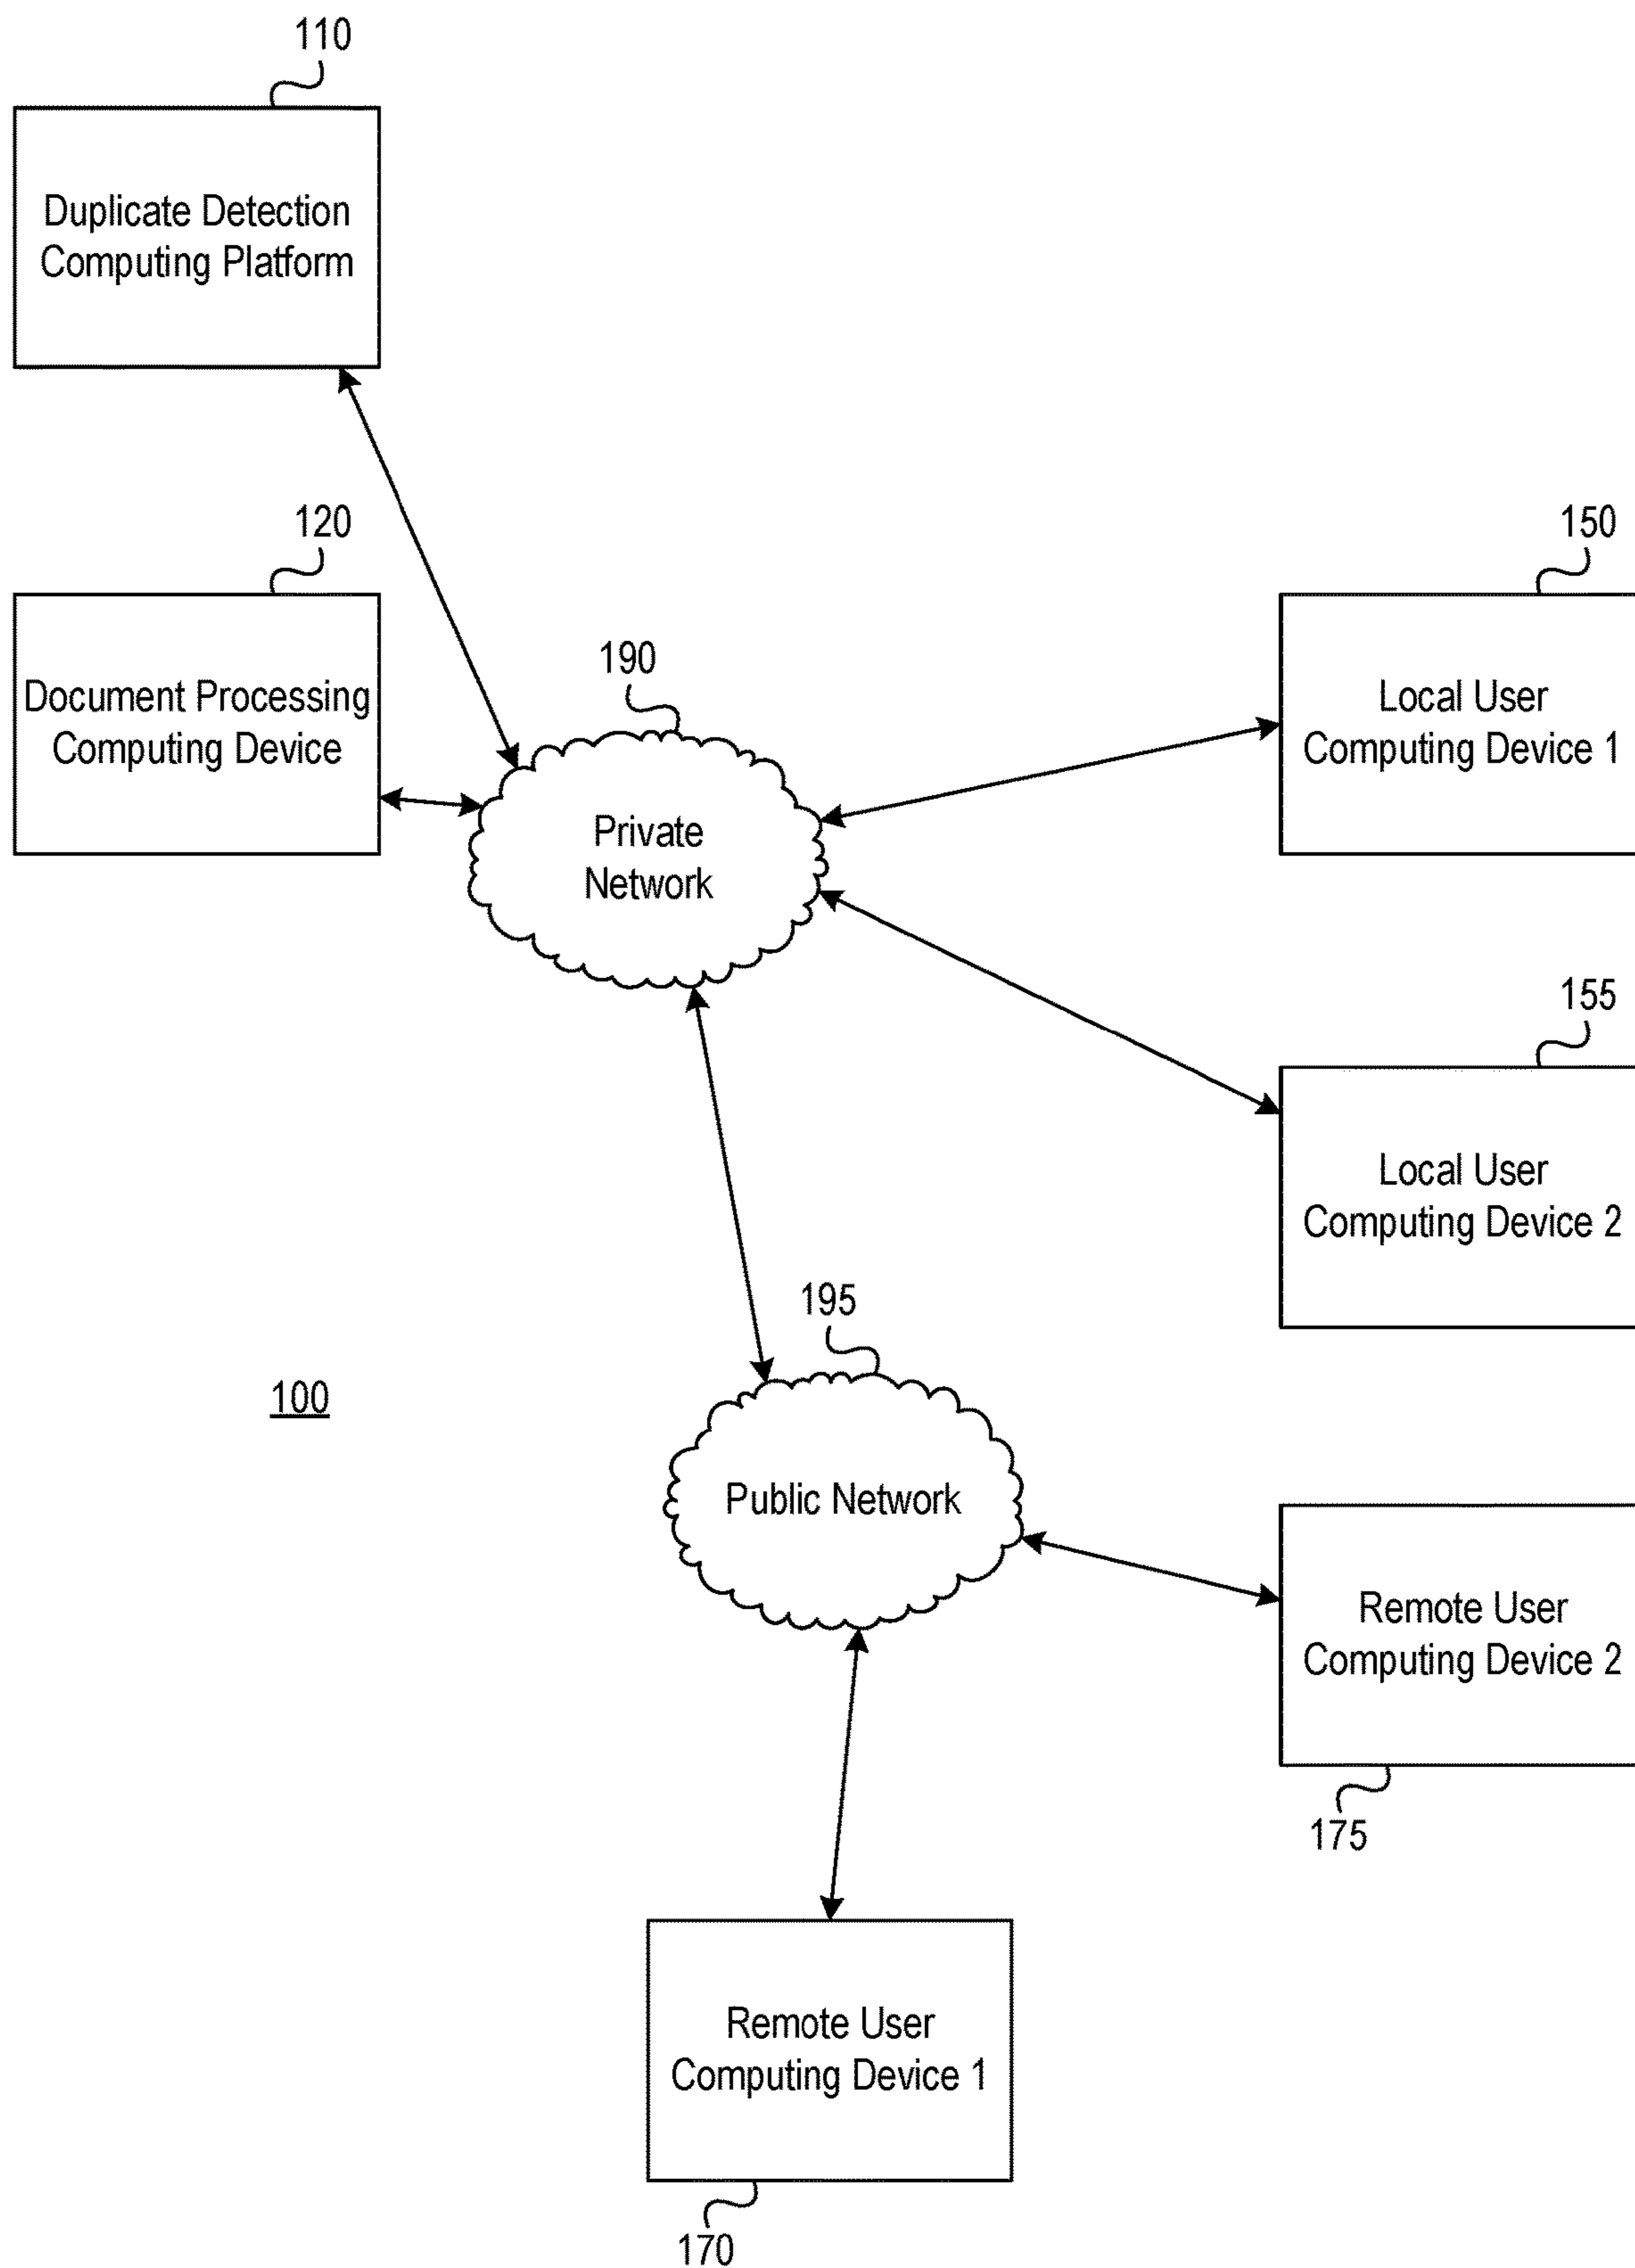 110
Duplicate Detection
Computing Platform
120
Document Processing
Computing Device
190
Private
Network
150
Local User
Computing Device 1
155
Local User
Computing Device 2
195
Public Network
100
Remote User
Computing Device 2
175
Remote User
Computing Device 1
170